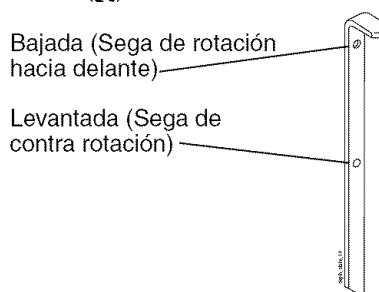 Bajada (Sega de rotación
hacia delante)
Levantada (Sega de
contra rotación)